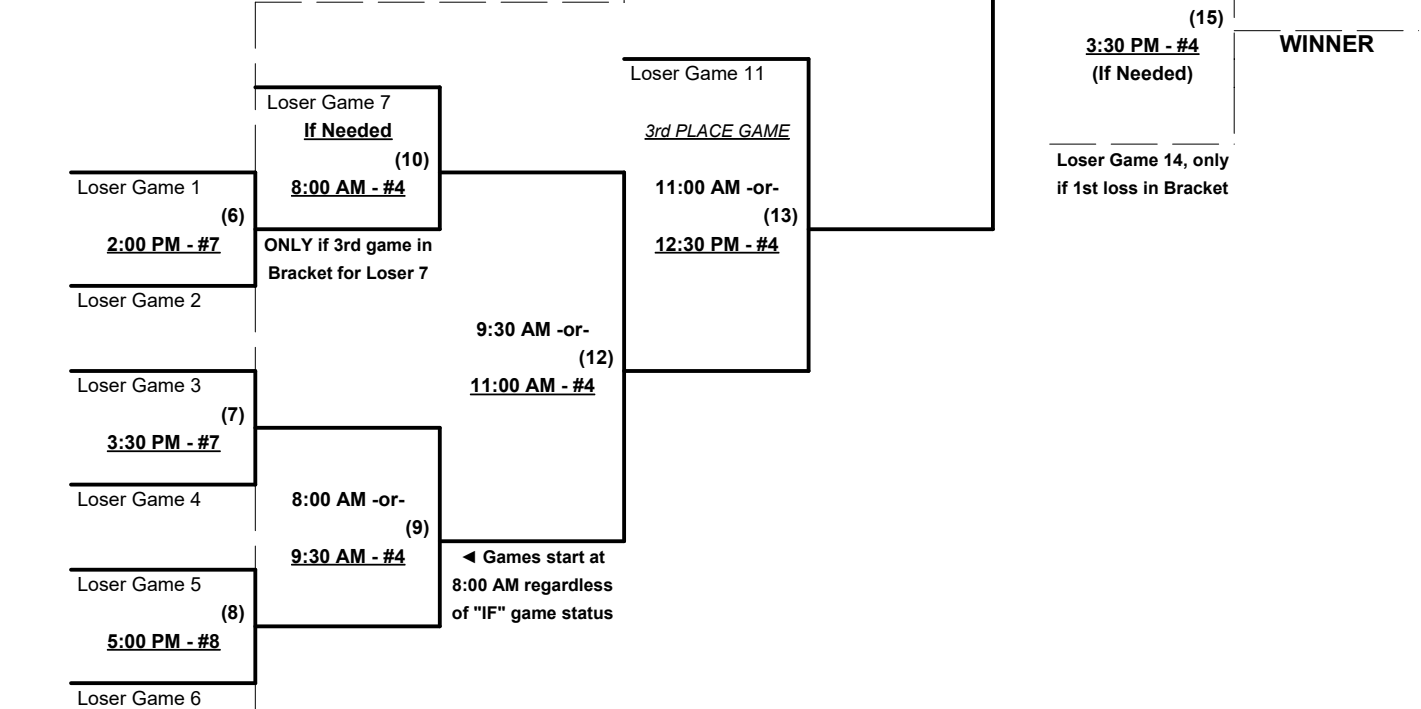 (15)
3:30 PM - #4
WINNER
(If Needed)
Loser Game 11
Loser Game 7
If Needed
3rd PLACE GAME
(10)
Loser Game 14, only
Loser Game 1
8:00 AM - #4
11:00 AM -or-
if 1st loss in Bracket
(6)
(13)
2:00 PM - #7
ONLY if 3rd game in
12:30 PM - #4
Bracket for Loser 7
Loser Game 2
9:30 AM -or-
(12)
Loser Game 3
11:00 AM - #4
(7)
3:30 PM - #7
Loser Game 4
8:00 AM -or-
(9)
9:30 AM - #4
◄ Games start at
Loser Game 5
8:00 AM regardless
(8)
of "IF" game status
5:00 PM - #8
Loser Game 6